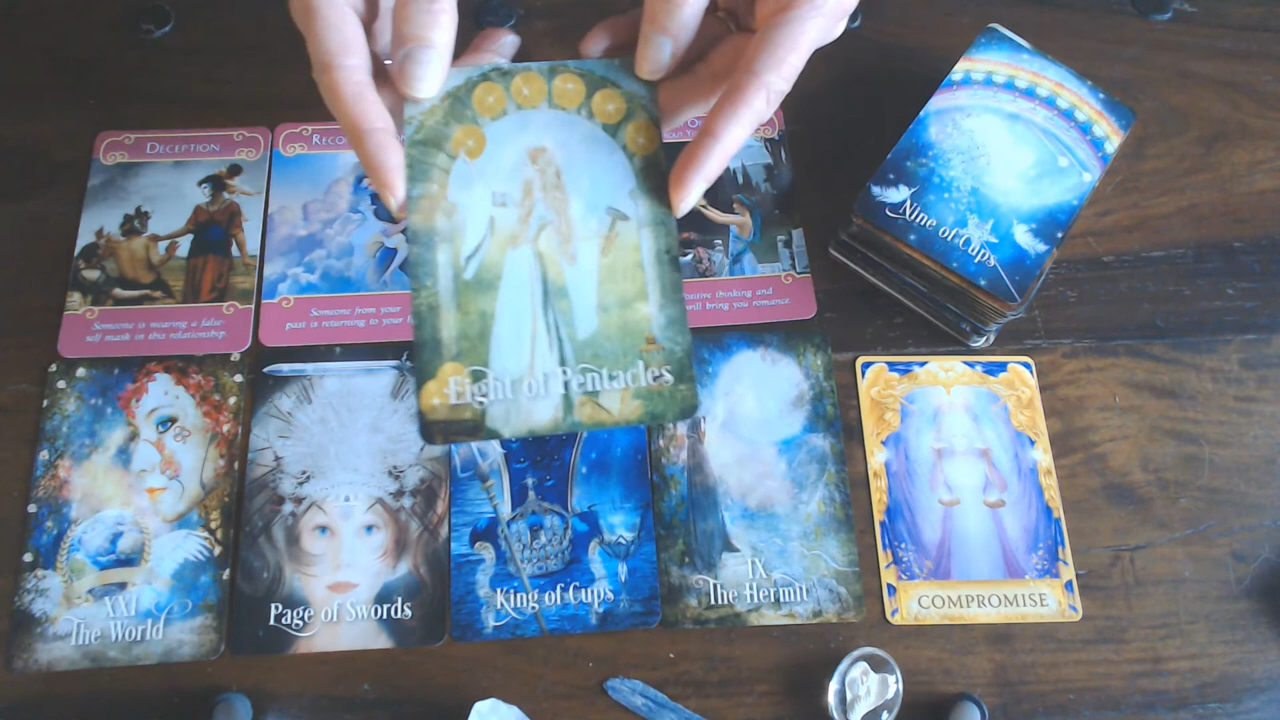 DECEPTION
Someone is wearing a false-
self mask in this relationship.
Someone from your
past is returning to your
Positive thinking and
will bring you romance.
Eight of Pentacles
Nine of Cups
XXI
The World
Page of Swords
King of Cups
IX
The Hermit
COMPROMISE